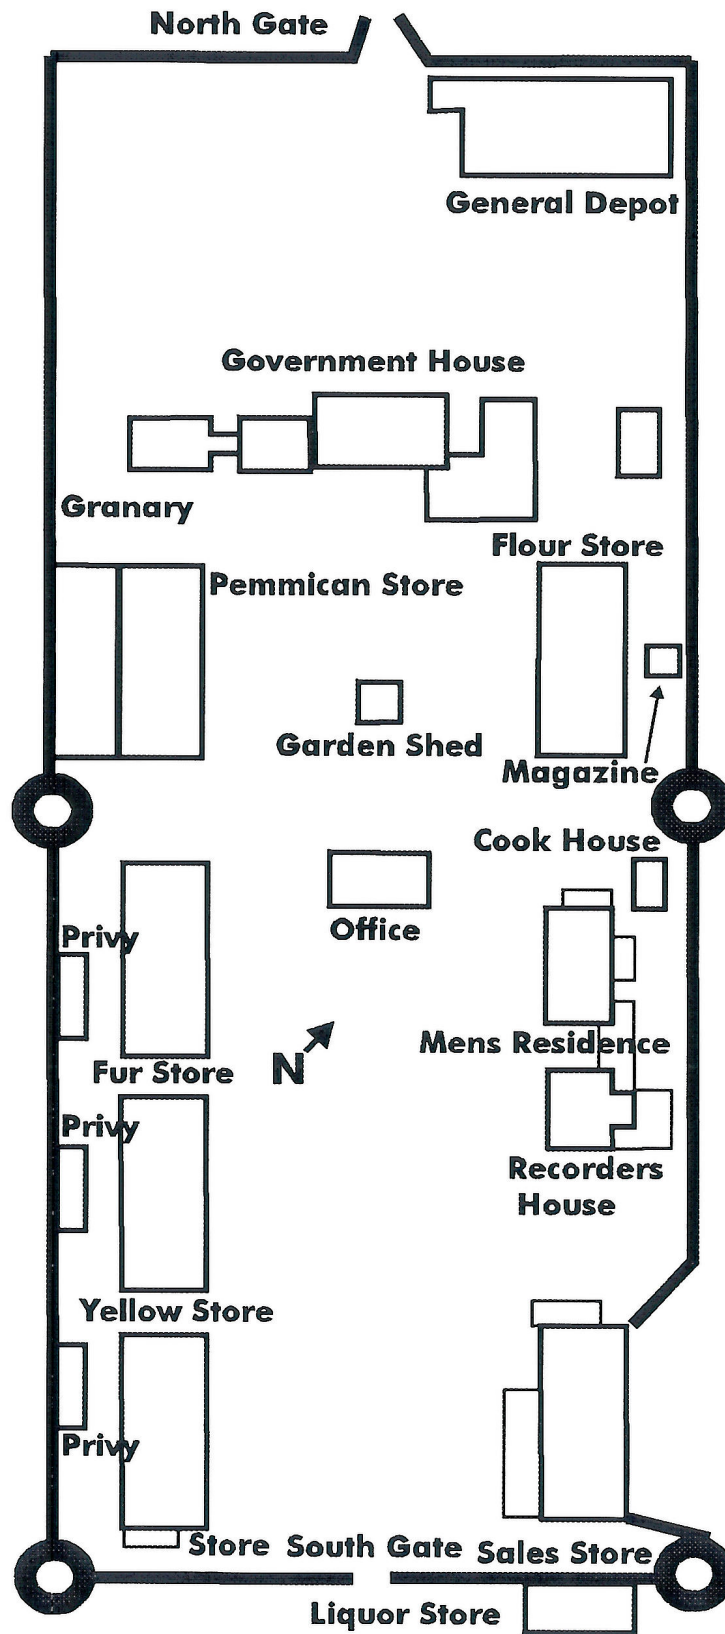 North Gate
General Depot
Government House
Granary
Flour Store
Pemmican Store
Garden Shed
Magazine
Cook House
Office
Privy
Mens Residence
N
Fur Store
Privy
Recorders
House
Yellow Store
Privy
Store
South Gate
Sales Store
Liquor Store